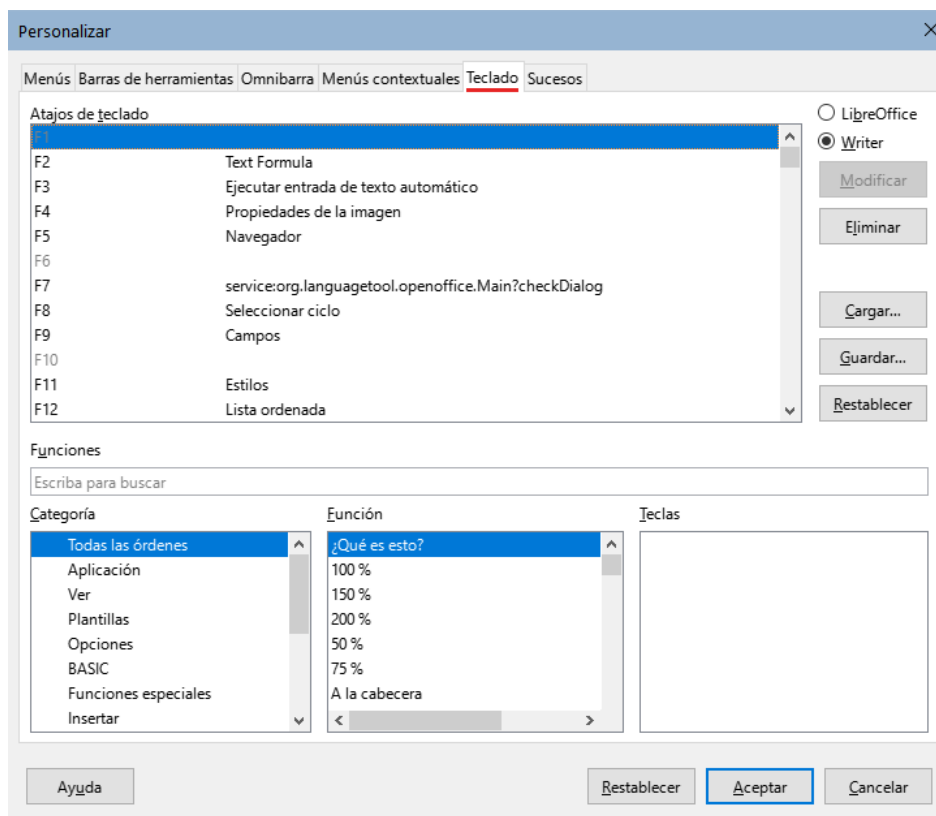 Personalizar
Menús Barras de herramientas Omnibarra Menús contextuales Teclado Sucesos
Atajos de teclado
F1
F2 Text Formula
F3 Ejecutar entrada de texto automático
F4 Propiedades de la imagen
F5 Navegador
F6
F7 service:org.languagetool.openoffice.Main?checkDialog
F8 Seleccionar ciclo
F9 Campos
F10
F11 Estilos
F12 Lista ordenada
LibreOffice
Writer
Modificar
Eliminar
Cargar...
Guardar...
Restablecer
Funciones
Escriba para buscar
Categoría
Todas las órdenes
Aplicación
Ver
Plantillas
Opciones
BASIC
Funciones especiales
Insertar
Función
¿Qué es esto?
100 %
150 %
200 %
50 %
75 %
A la cabecera
Teclas
Ayuda
Restablecer
Aceptar
Cancelar